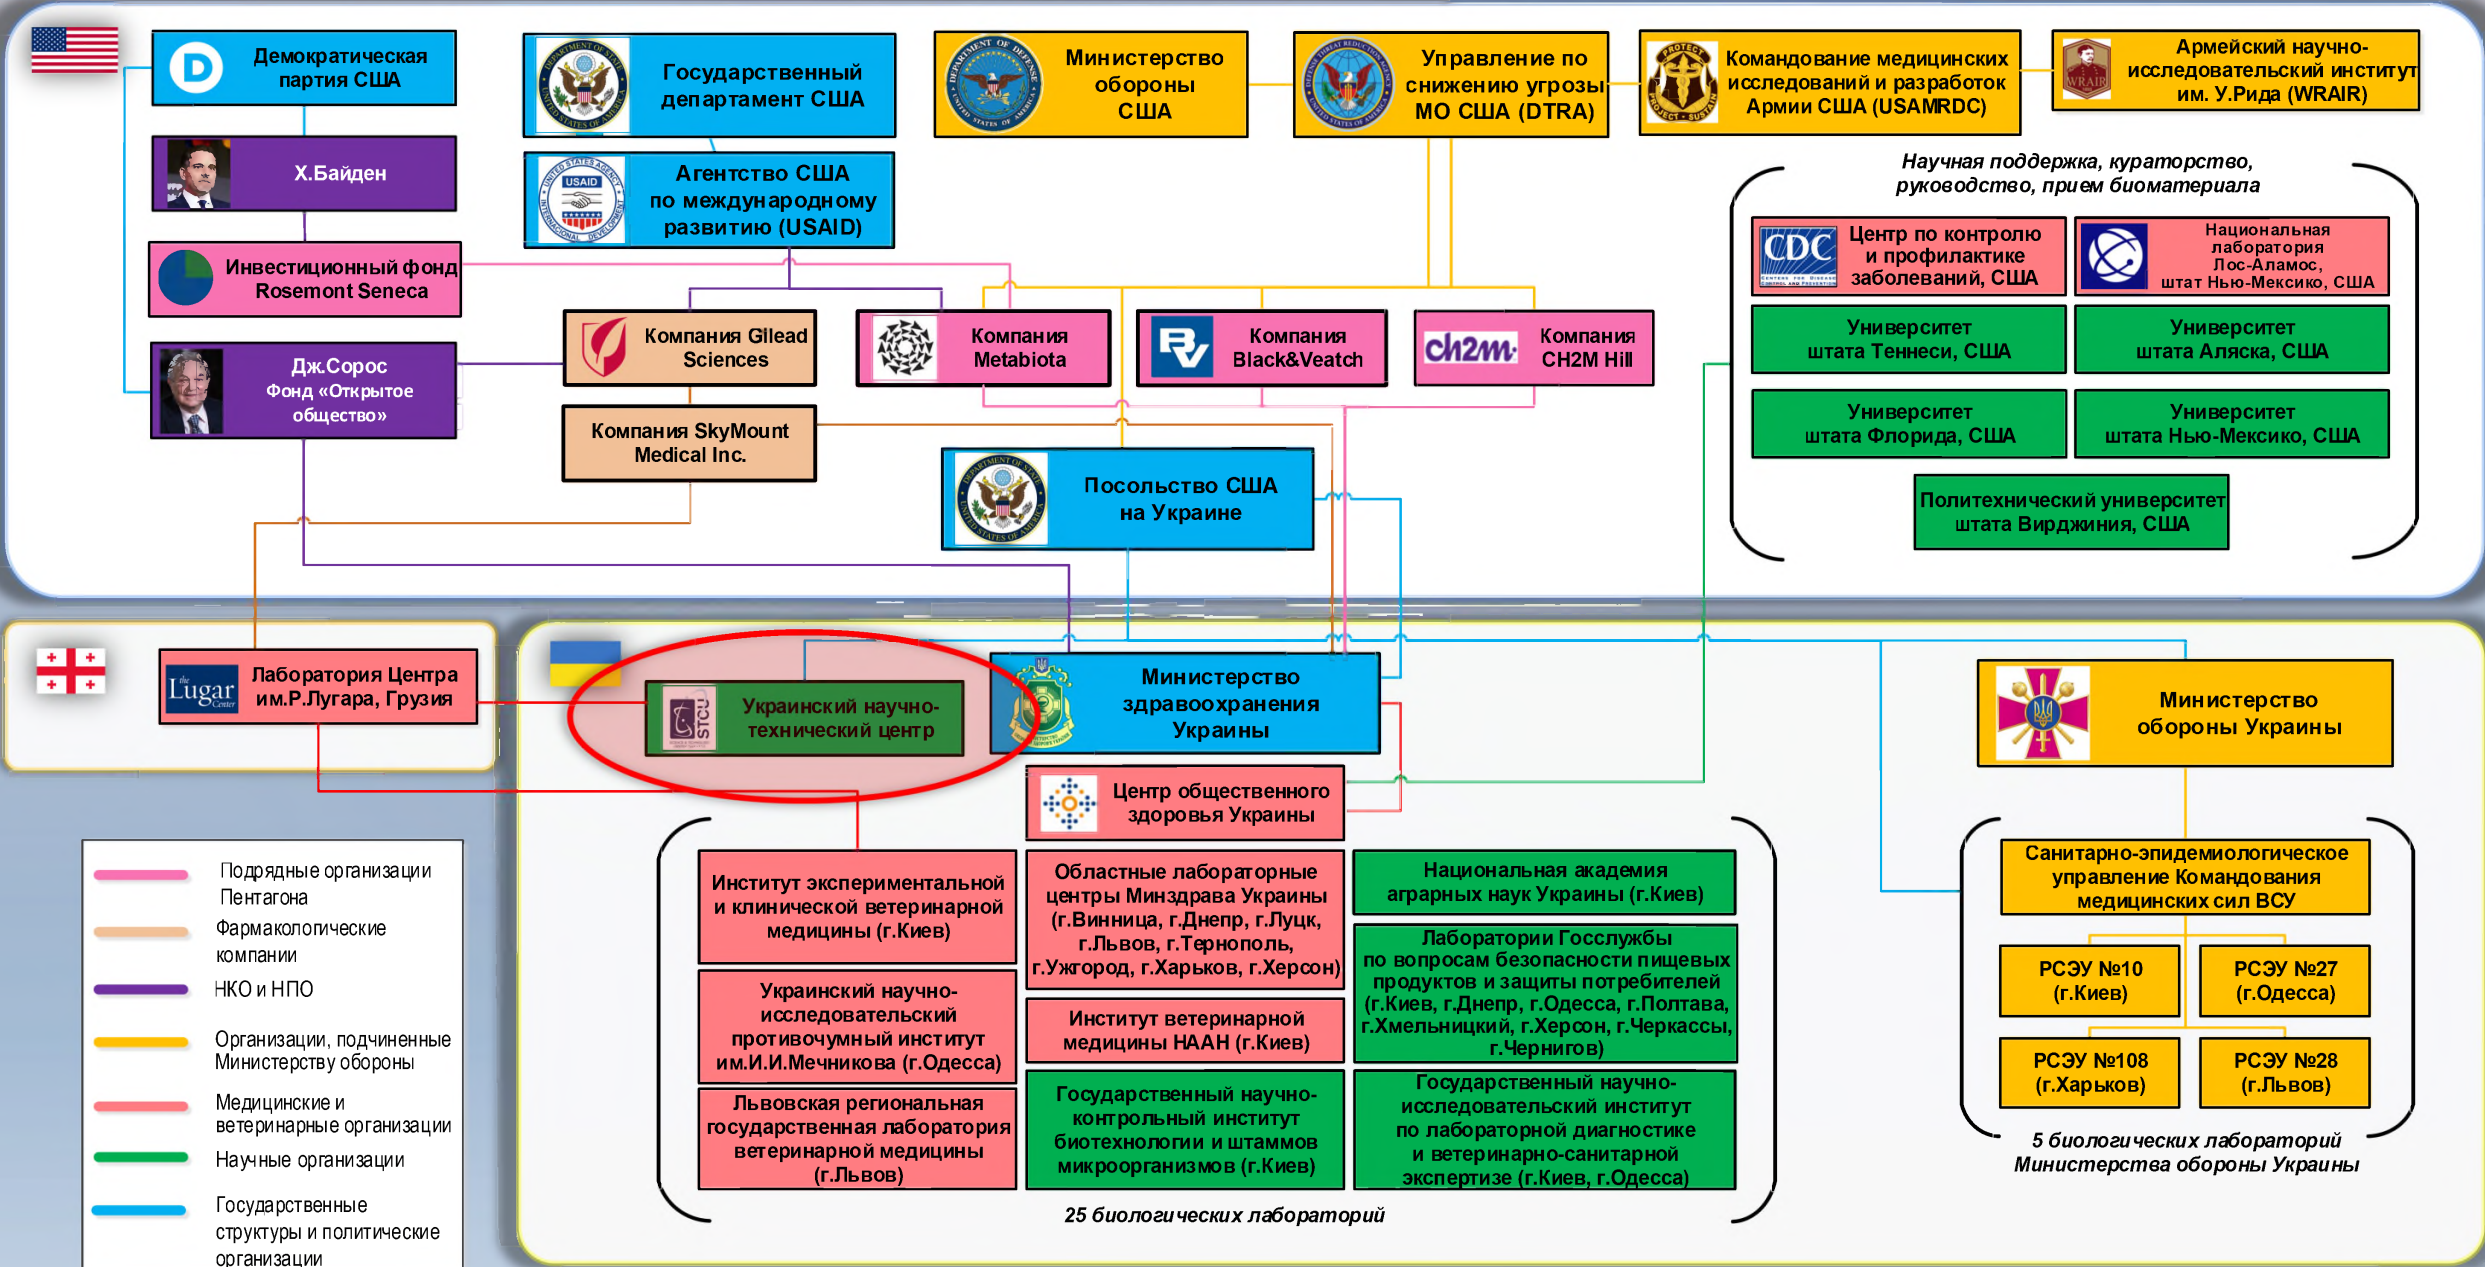 Демократическая
партия США
Государственный
департамент США
Министерство
обороны
США
Управление по
снижению угрозы
МО США (DTRA)
Командование медицинских
исследований и разработок
Армии США (USAMRDC)
WRAIR
Армейский научно-
исследовательский институт
им. У.Рида (WRAIR)
Х.Байден
USAID
Агентство США
по международному
развитию (USAID)
Научная поддержка, кураторство,
руководство, прием биоматериала
Инвестиционный фонд
Rosemont Seneca
CDC
Центр по контролю
и профилактике
заболеваний, США
Национальная
лаборатория
Лос-Аламос,
штат Нью-Мексико, США
Дж.Сорос
Фонд «Открытое
общество»
Компания Gilead
Sciences
Компания
Metabiota
BV
Компания
Black&Veatch
ch2m:
Компания
CH2M Hill
Университет
штата Теннеси, США
Университет
штата Аляска, США
Компания SkyMount
Medical Inc.
Университет
штата Флорида, США
Университет
штата Нью-Мексико, США
Посольство США
на Украине
Политехнический университет
штата Вирджиния, США
the
Lugar
Center
Лаборатория Центра
им.Р.Лугара, Грузия
STCU
Украинский научно-
технический центр
Министерство
здравоохранения
Украины
Министерство
обороны Украины
Центр общественного
здоровья Украины
Институт экспериментальной
и клинической ветеринарной
медицины (г.Киев)
Украинский научно-
исследовательский
противочумный институт
им.И.И.Мечникова (г.Одесса)
Львовская региональная
государственная лаборатория
ветеринарной медицины
(г.Львов)
Областные лабораторные
центры Минздрава Украины
(г.Винница, г.Днепр, г.Луцк,
г.Львов, г.Тернополь,
г.Ужгород, г.Харьков, г.Херсон)
Институт ветеринарной
медицины НААН (г.Киев)
Государственный научно-
контрольный институт
биотехнологии и штаммов
микроорганизмов (г.Киев)
Национальная академия
аграрных наук Украины (г.Киев)
Лаборатории Госслужбы
по вопросам безопасности пищевых
продуктов и защиты потребителей
(г.Киев, г.Днепр, г.Одесса, г.Полтава,
г.Хмельницкий, г.Херсон, г.Черкассы,
г.Чернигов)
Государственный научно-
исследовательский институт
по лабораторной диагностике
и ветеринарно-санитарной
экспертизе (г.Киев, г.Одесса)
25 биологических лабораторий
Санитарно-эпидемиологическое
управление Командования
медицинских сил ВСУ
РСЭУ №10
(г.Киев)
РСЭУ №27
(г.Одесса)
РСЭУ №108
(г.Харьков)
РСЭУ №28
(г.Львов)
5 биологических лабораторий
Министерства обороны Украины
Подрядные организации
Пентагона
Фармакологические
компании
НКО и НПО
Организации, подчиненные
Министерству обороны
Медицинские и
ветеринарные организации
Научные организации
Государственные
структуры и политические
организации